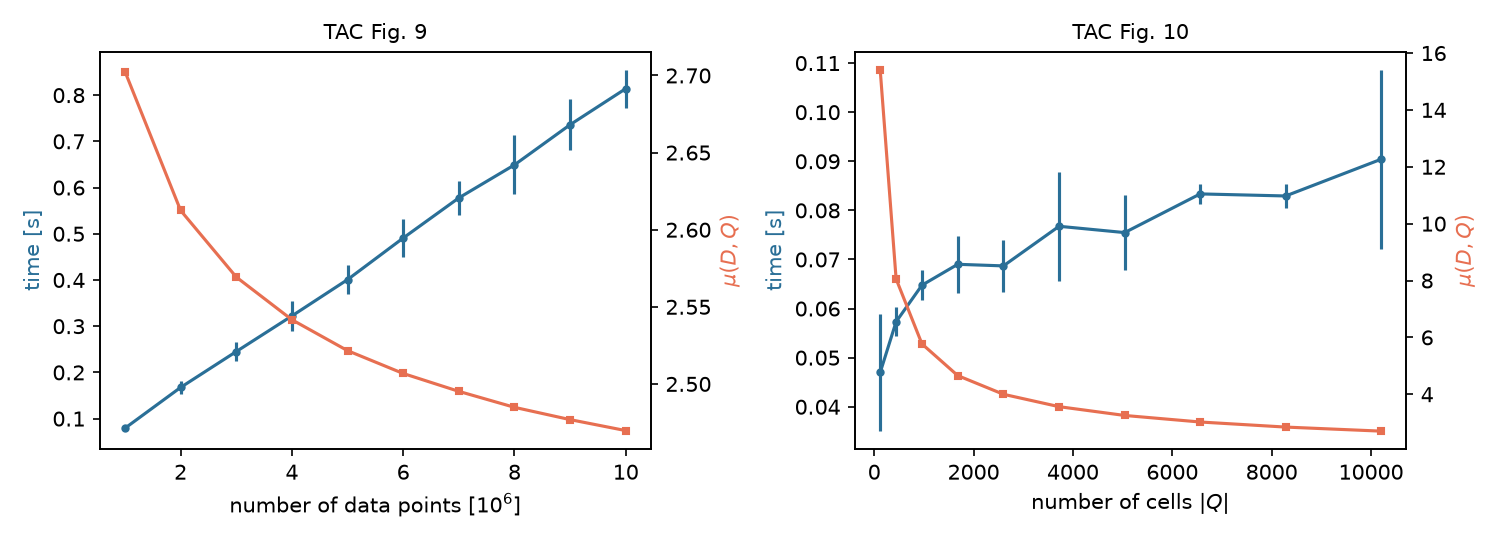 TAC Fig. 9
0.8
0.7
0.6
0.5
0.4
0.3
0.2
0.1
time [s]
2.70
2.65
2.60
2.55
2.50
μ(D, Q)
2 4 6 8 10
number of data points [10⁶]
TAC Fig. 10
0.11
0.10
0.09
0.08
0.07
0.06
0.05
0.04
time [s]
16
14
12
10
8
6
4
μ(D, Q)
0 2000 4000 6000 8000 10000
number of cells |Q|